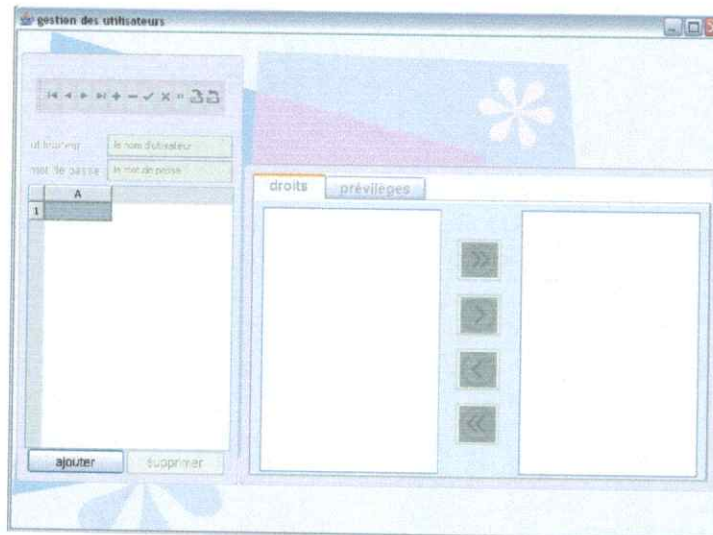 gestion des utilisateurs
utilisateur le nom d'utilisateur
mot de passe le mot de passe
A
1
droits prévilèges
ajouter supprimer